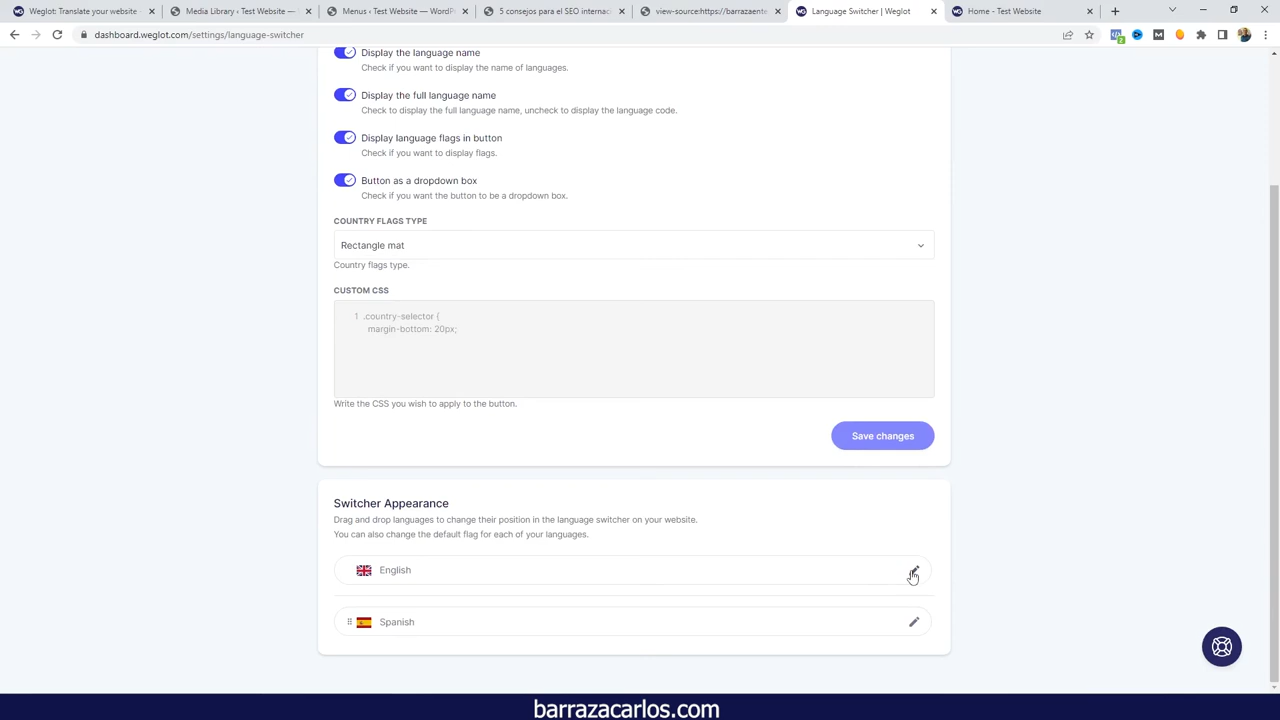 Weglot: Translate your website
Media Library ‹ Test Website —
Menus ‹ Test Website — WordP
5 consejos para el SEO internac
view-source:https://barrazaente
Language Switcher | Weglot
Home - Test Website
dashboard.weglot.com/settings/language-switcher
Display the language name
Check if you want to display the name of languages.
Display the full language name
Check to display the full language name, uncheck to display the language code.
Display language flags in button
Check if you want to display flags.
Button as a dropdown box
Check if you want the button to be a dropdown box.
COUNTRY FLAGS TYPE
Rectangle mat
Country flags type.
CUSTOM CSS
1 .country-selector {
margin-bottom: 20px;
Write the CSS you wish to apply to the button.
Save changes
Switcher Appearance
Drag and drop languages to change their position in the language switcher on your website.
You can also change the default flag for each of your languages.
English
Spanish
barrazacarlos.com